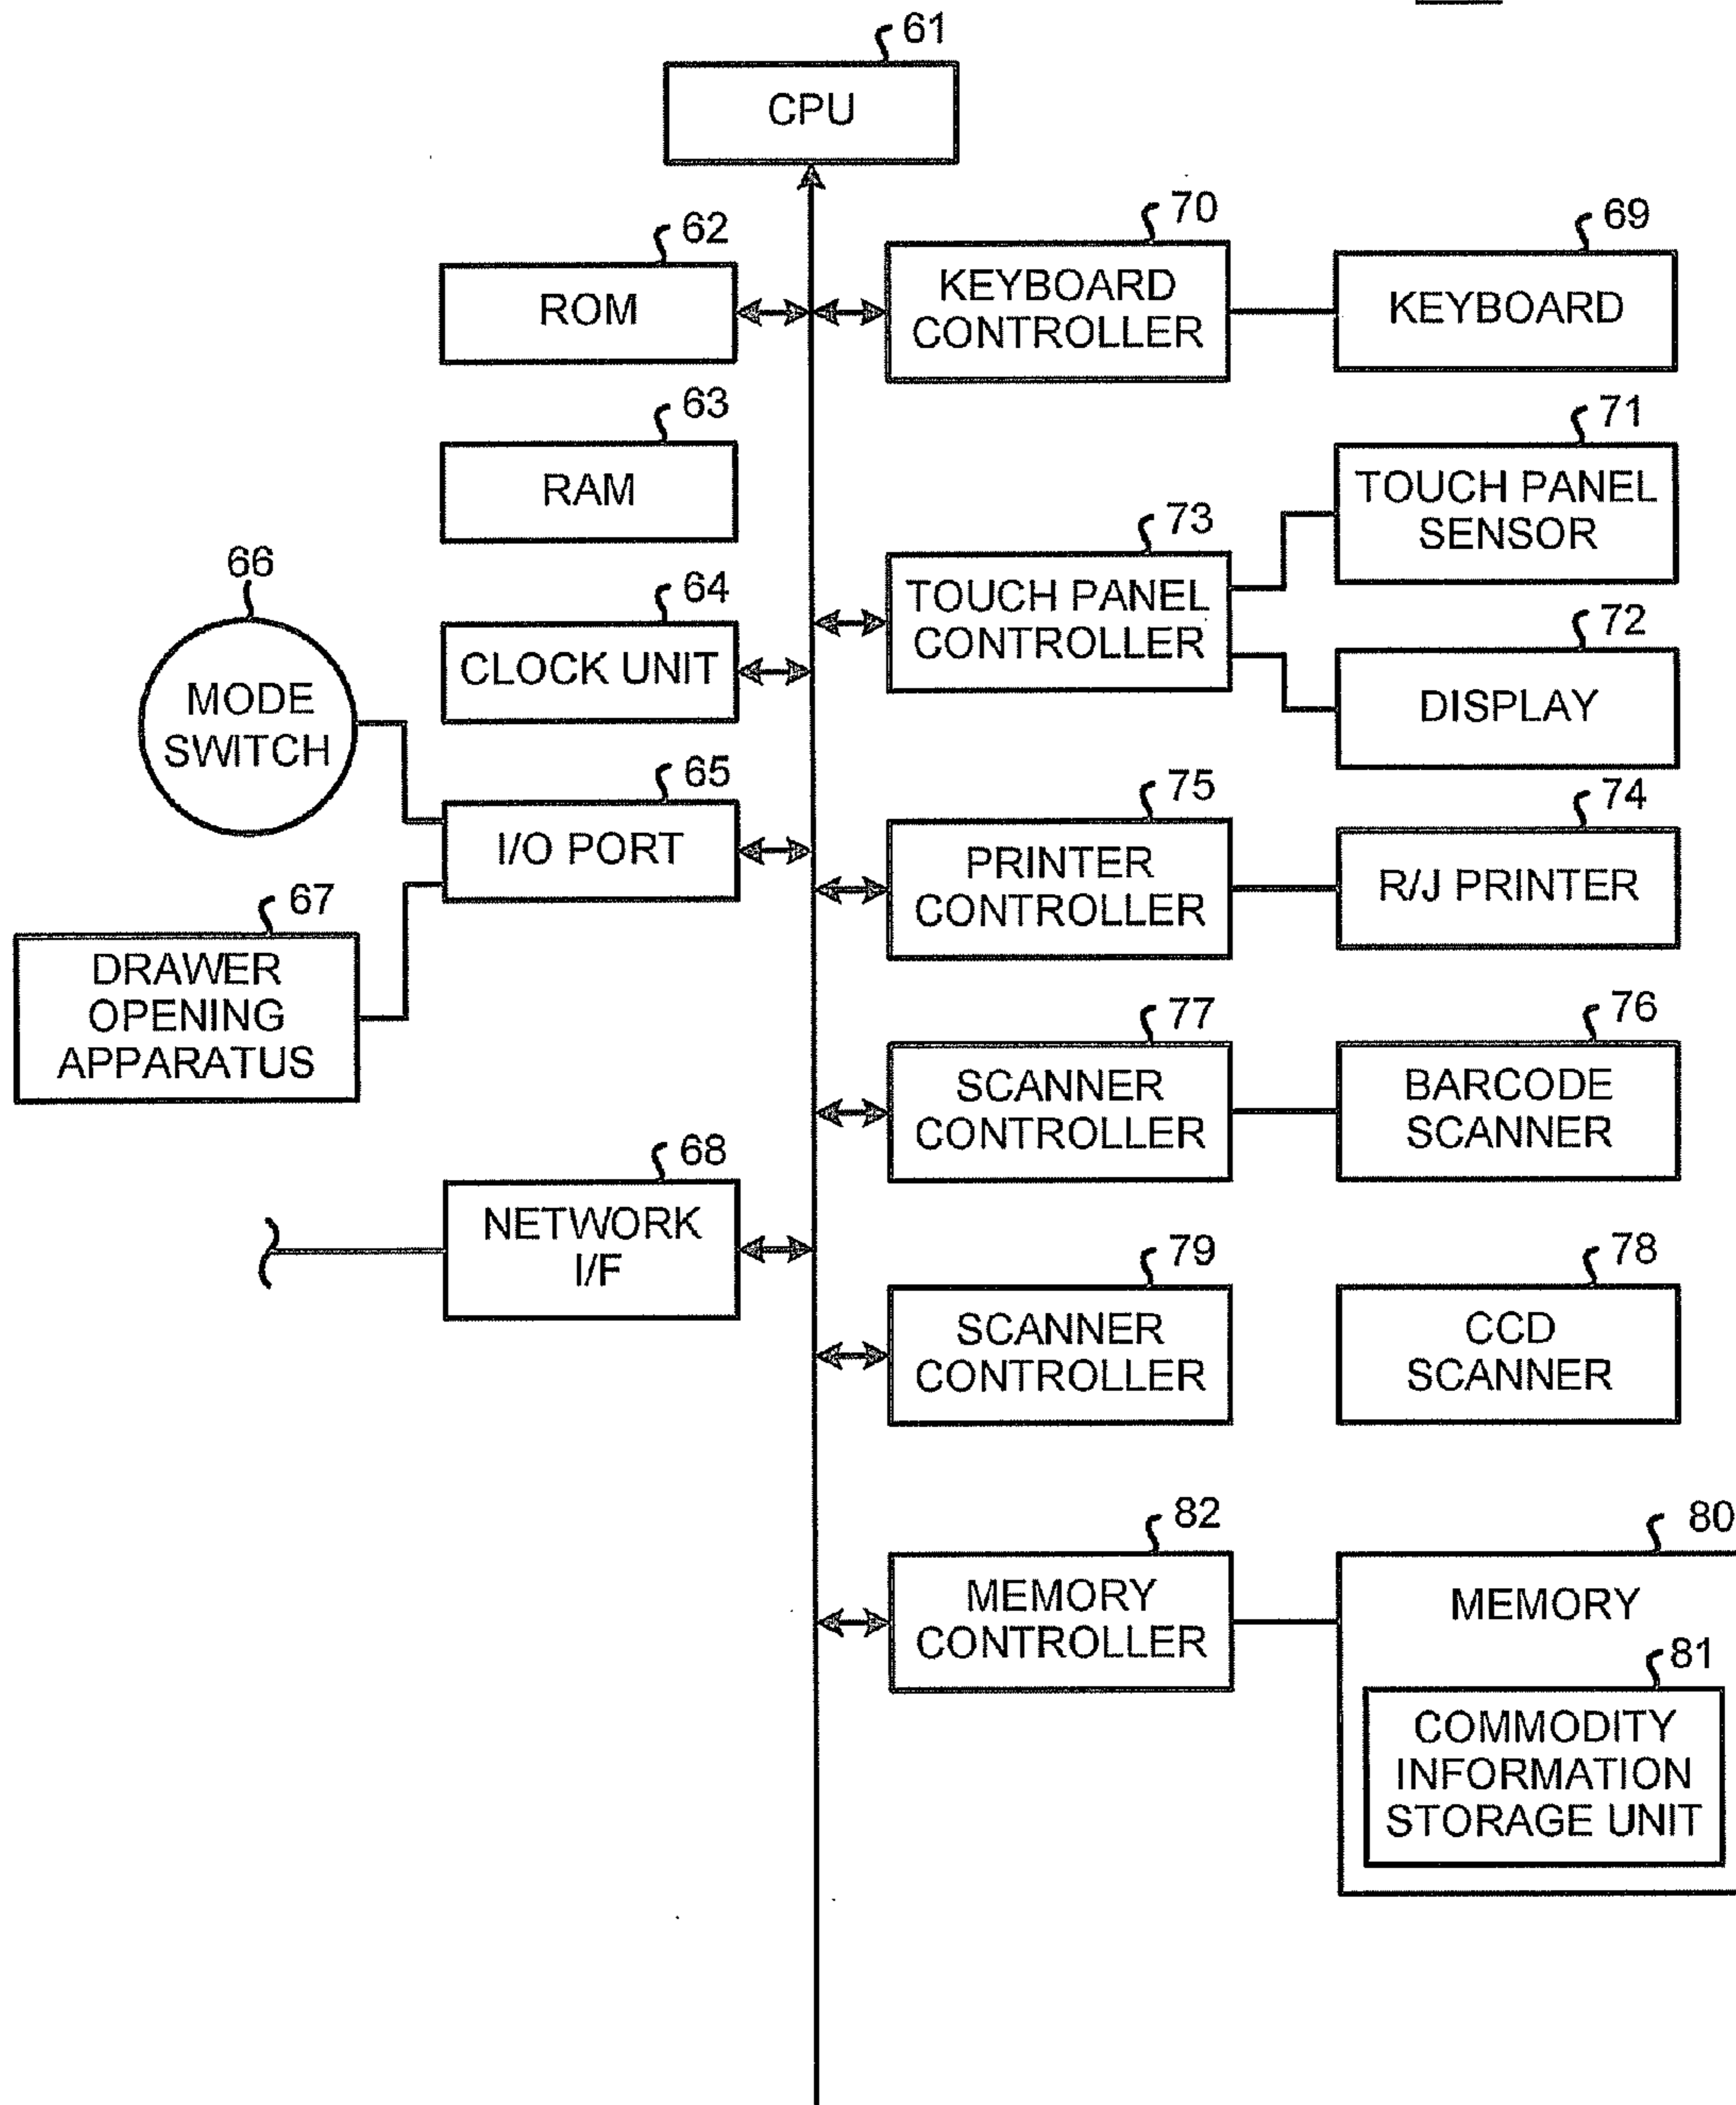 61
CPU
62
ROM
70
KEYBOARD
CONTROLLER
69
KEYBOARD
63
RAM
71
TOUCH PANEL
SENSOR
73
TOUCH PANEL
CONTROLLER
66
MODE
SWITCH
64
CLOCK UNIT
72
DISPLAY
65
I/O PORT
75
PRINTER
CONTROLLER
74
R/J PRINTER
67
DRAWER
OPENING
APPARATUS
77
SCANNER
CONTROLLER
76
BARCODE
SCANNER
68
NETWORK
I/F
79
SCANNER
CONTROLLER
78
CCD
SCANNER
82
MEMORY
CONTROLLER
80
MEMORY
81
COMMODITY
INFORMATION
STORAGE UNIT